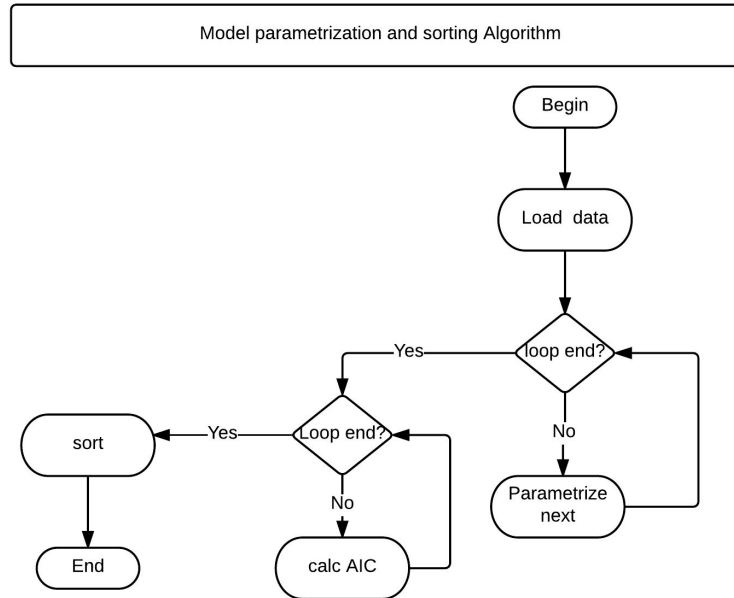 Model parametrization and sorting Algorithm
Begin
Load data
loop end?
Yes
No
Parametrize
next
Loop end?
Yes
No
calc AIC
sort
End